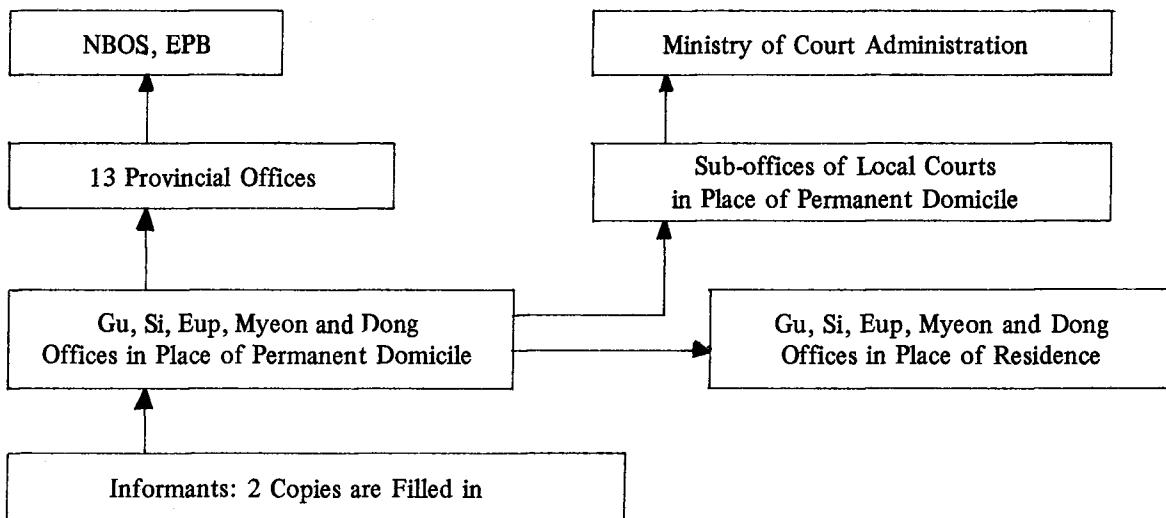 NBOS, EPB
Ministry of Court Administration
13 Provincial Offices
Sub-offices of Local Courts
in Place of Permanent Domicile
Gu, Si, Eup, Myeon and Dong
Offices in Place of Permanent Domicile
Gu, Si, Eup, Myeon and Dong
Offices in Place of Residence
Informants: 2 Copies are Filled in